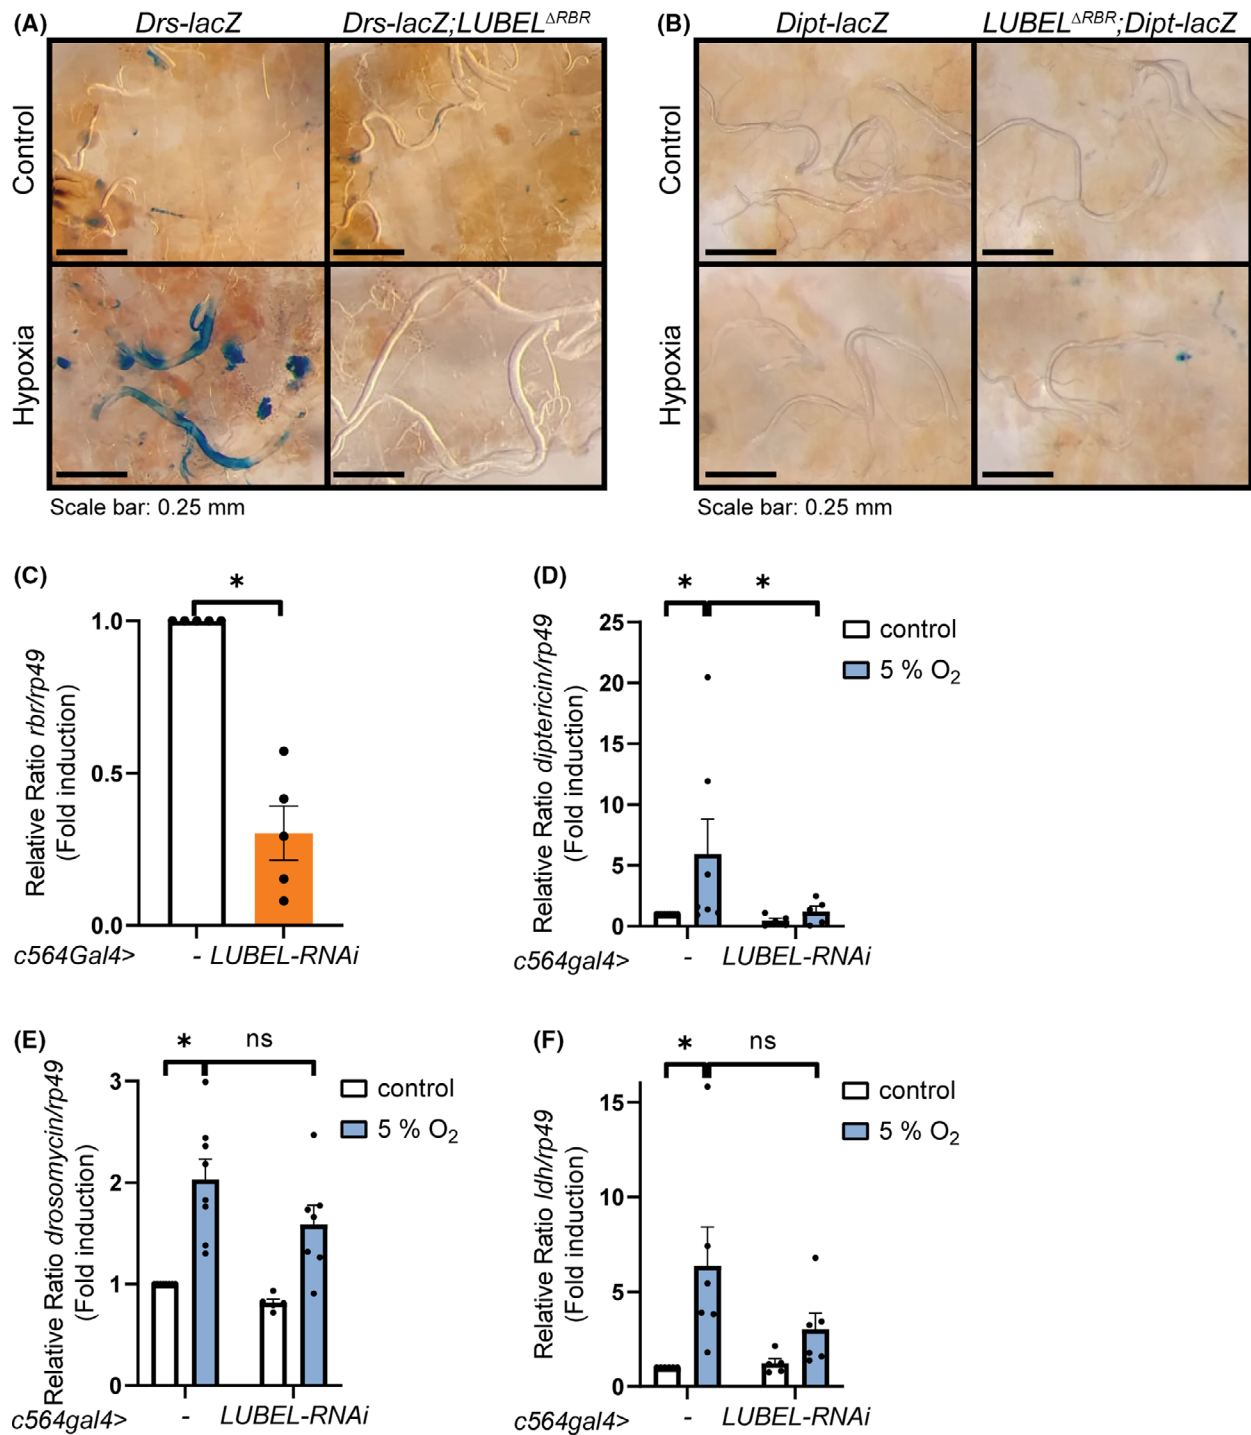 (A) Drs-lacZ Drs-lacZ;LUBEL^ΔRBR
Control
Hypoxia
Scale bar: 0.25 mm
(B) Dipt-lacZ LUBEL^ΔRBR;Dipt-lacZ
Control
Hypoxia
Scale bar: 0.25 mm
(C)
*
Relative Ratio rbr/rp49
(Fold induction)
1.0
0.5
0.0
c564Gal4> - LUBEL-RNAi
(D)
* *
Relative Ratio diptericin/rp49
(Fold induction)
25
20
15
10
5
0
control
5 % O₂
c564gal4> - LUBEL-RNAi
(E)
* ns
Relative Ratio drosomycin/rp49
(Fold induction)
3
2
1
0
control
5 % O₂
c564gal4> - LUBEL-RNAi
(F)
* ns
Relative Ratio ldh/rp49
(Fold induction)
15
10
5
0
control
5 % O₂
c564gal4> - LUBEL-RNAi